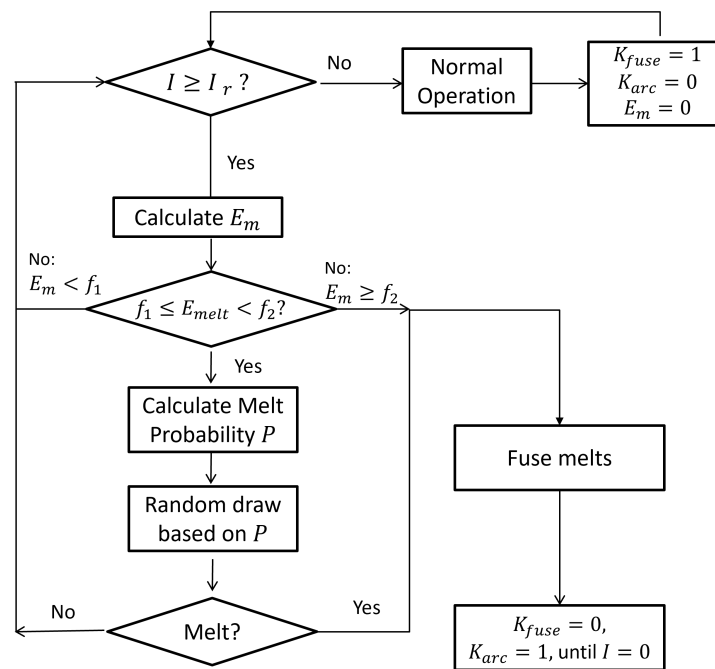 I ≥ I_r ?
No
Normal
Operation
K_fuse = 1
K_arc = 0
E_m = 0
Yes
Calculate E_m
No:
E_m < f_1
f_1 ≤ E_melt < f_2?
No:
E_m ≥ f_2
Yes
Calculate Melt
Probability P
Fuse melts
Random draw
based on P
No
Melt?
Yes
K_fuse = 0,
K_arc = 1, until I = 0